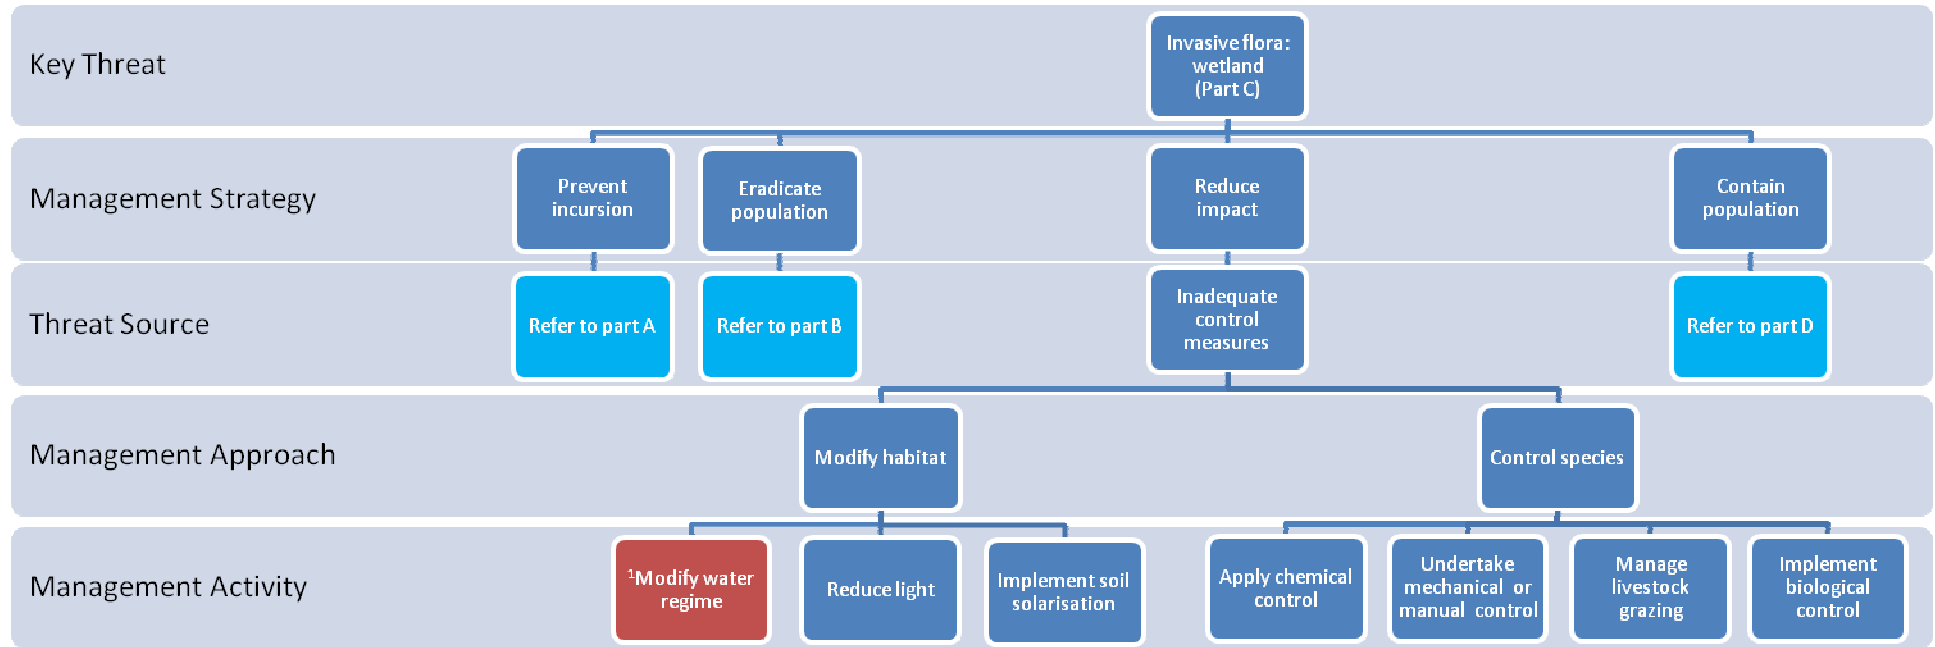 Key Threat
Invasive flora:
wetland
(Part C)
Management Strategy
Prevent
incursion
Eradicate
population
Reduce
impact
Contain
population
Threat Source
Refer to part A
Refer to part B
Inadequate
control
measures
Refer to part D
Management Approach
Modify habitat
Control species
Management Activity
¹Modify water
regime
Reduce light
Implement soil
solarisation
Apply chemical
control
Undertake
mechanical or
manual control
Manage
livestock
grazing
Implement
biological
control